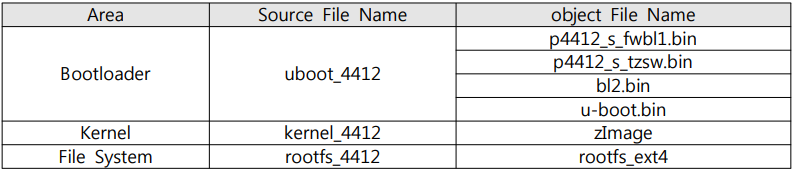 Area Source File Name object File Name
p4412_s_fwbl1.bin
p4412_s_tzsw.bin
Bootloader uboot_4412
bl2.bin
u-boot.bin
Kernel kernel_4412 zImage
File System rootfs_4412 rootfs_ext4